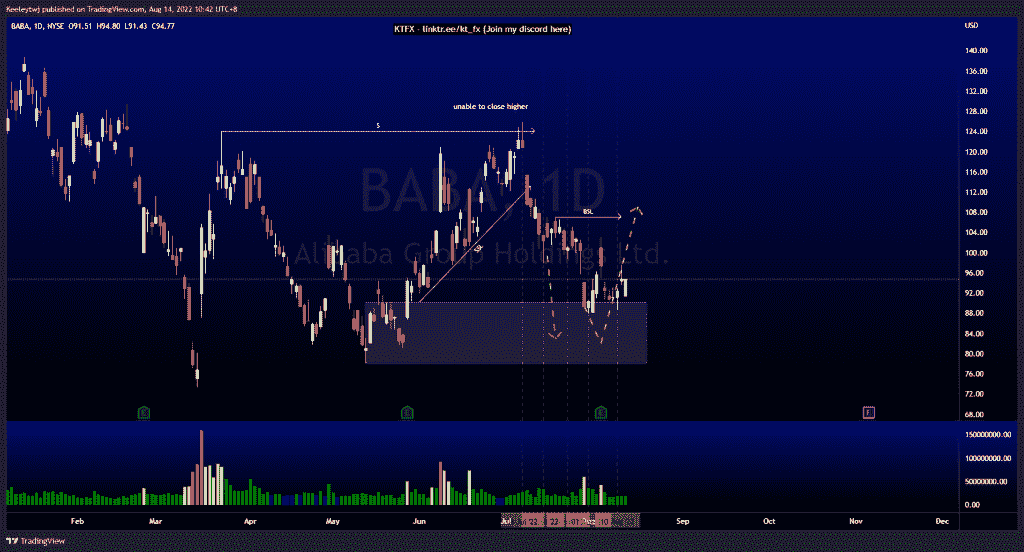 Keeleytwj published on TradingView.com, Aug 14, 2022 10:42 UTC+8
BABA, 1D, NYSE O91.51 H94.80 L91.43 C94.77
KTFX - linktr.ee/kt_fx (Join my discord here)
USD
unable to close higher
S
BSL
BABA, 1D
Alibaba Group Holdings Ltd.
140.00
136.00
132.00
128.00
124.00
120.00
116.00
112.00
108.00
104.00
100.00
96.00
92.00
88.00
84.00
80.00
76.00
72.00
68.00
E
E
E
E
150000000.00
100000000.00
50000000.00
0.00
Feb Mar Apr May Jun Jul Sep Oct Nov Dec
TradingView